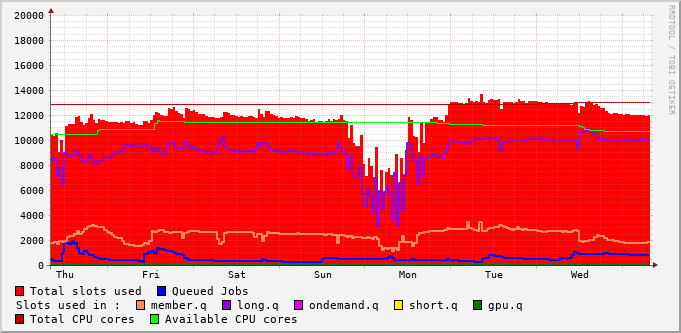 20000
18000
16000
14000
12000
10000
8000
6000
4000
2000
0
Thu Fri Sat Sun Mon Tue Wed
RRDTOOL / TOBI OETIKER
Total slots used Queued Jobs
Slots used in : member.q long.q ondemand.q short.q gpu.q
Total CPU cores Available CPU cores